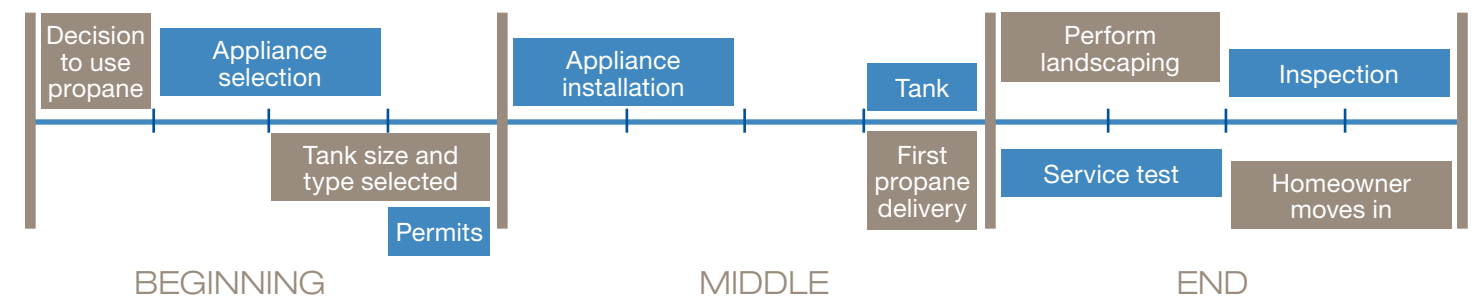 Decision
to use
propane
Appliance
selection
Tank size and
type selected
Permits
Appliance
installation
Tank
First
propane
delivery
Perform
landscaping
Inspection
Service test
Homeowner
moves in
BEGINNING
MIDDLE
END